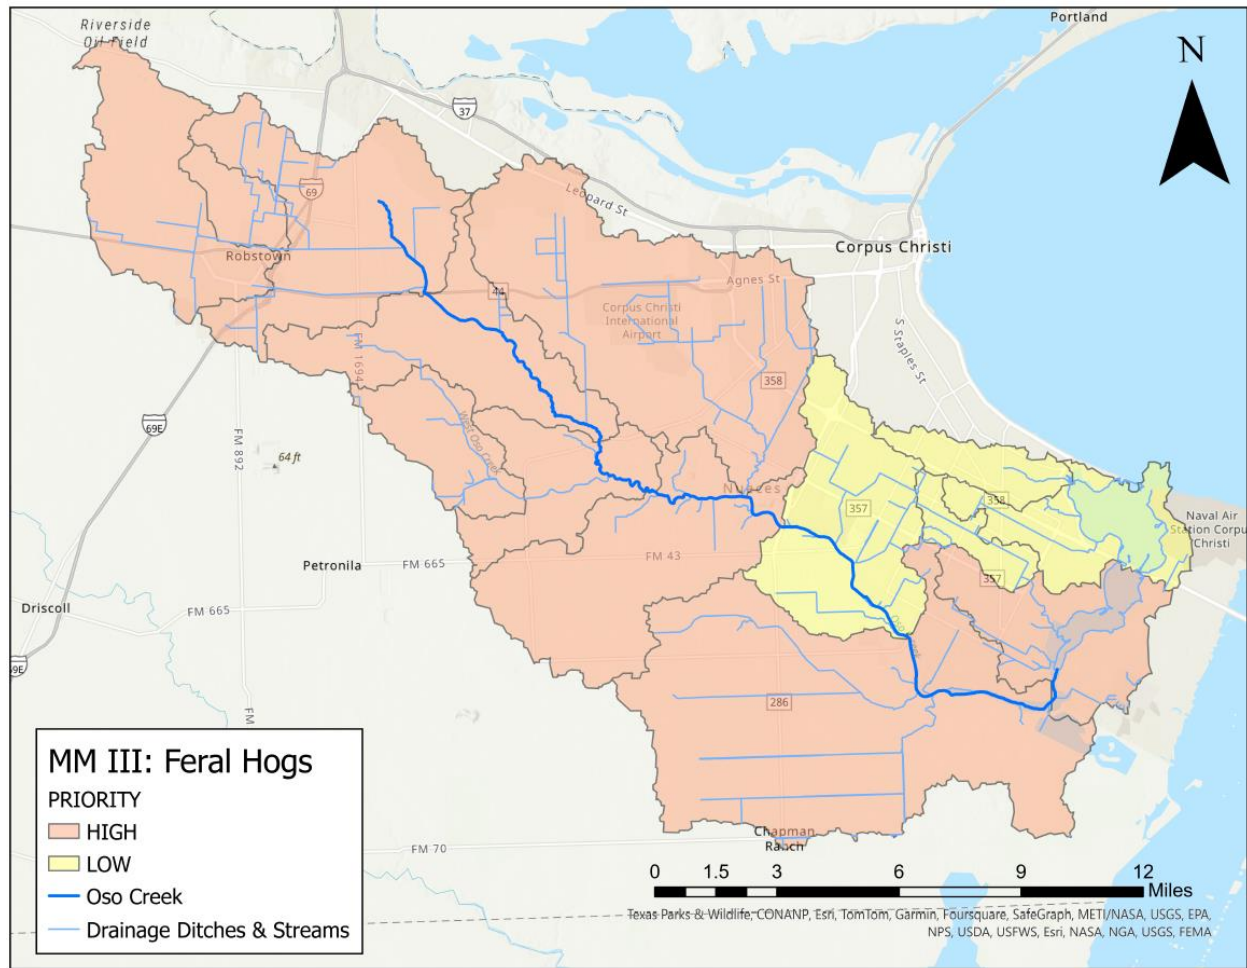 Riverside
Oil Field
Portland
N
37
69
Leopard St
Robstown
Corpus Christi
44
Agnes St
Corpus Christi
International
Airport
S Staples St
FM 1694
358
69E
FM 892
West Oso Creek
64 ft
Nueces
357
358
Naval Air
Station Corpu
Christi
FM 43
Petronila
FM 665
357
Driscoll
FM 665
69E
286
FM
Chapman
Ranch
FM 70
MM III: Feral Hogs
PRIORITY
HIGH
LOW
Oso Creek
Drainage Ditches & Streams
0 1.5 3 6 9 12
Miles
Texas Parks & Wildlife, CONANP, Esri, TomTom, Garmin, Foursquare, SafeGraph, METI/NASA, USGS, EPA,
NPS, USDA, USFWS, Esri, NASA, NGA, USGS, FEMA